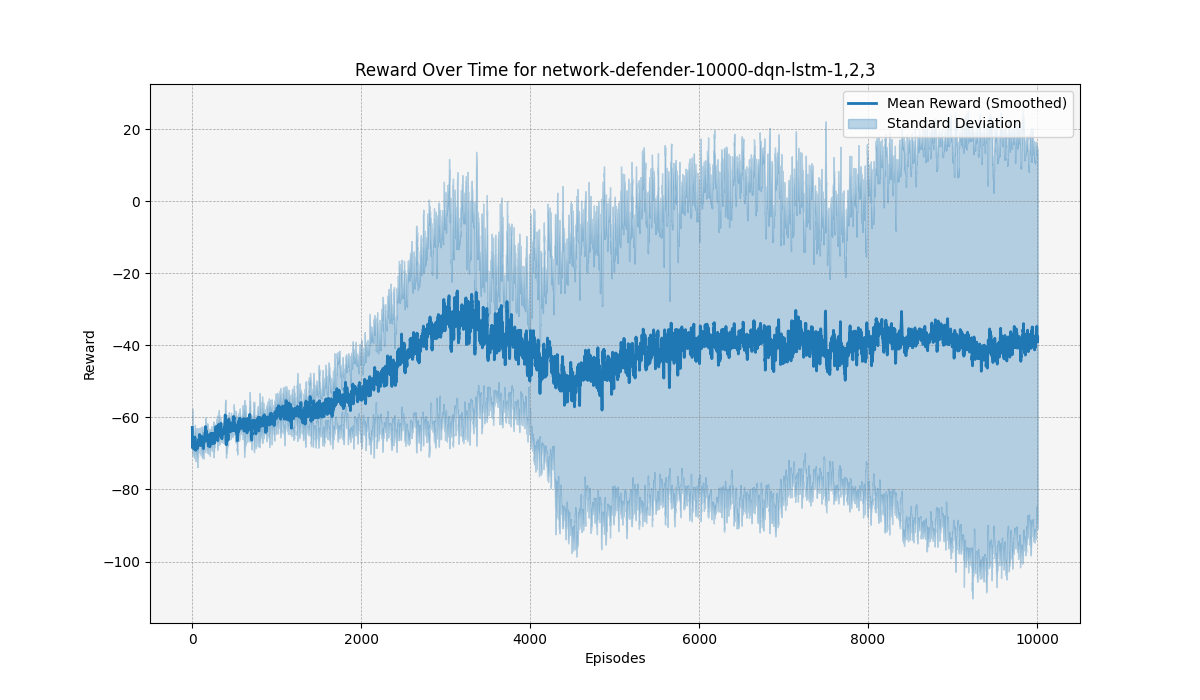 Reward Over Time for network-defender-10000-dqn-lstm-1,2,3
Mean Reward (Smoothed)
Standard Deviation
Reward
20
0
−20
−40
−60
−80
−100
0 2000 4000 6000 8000 10000
Episodes